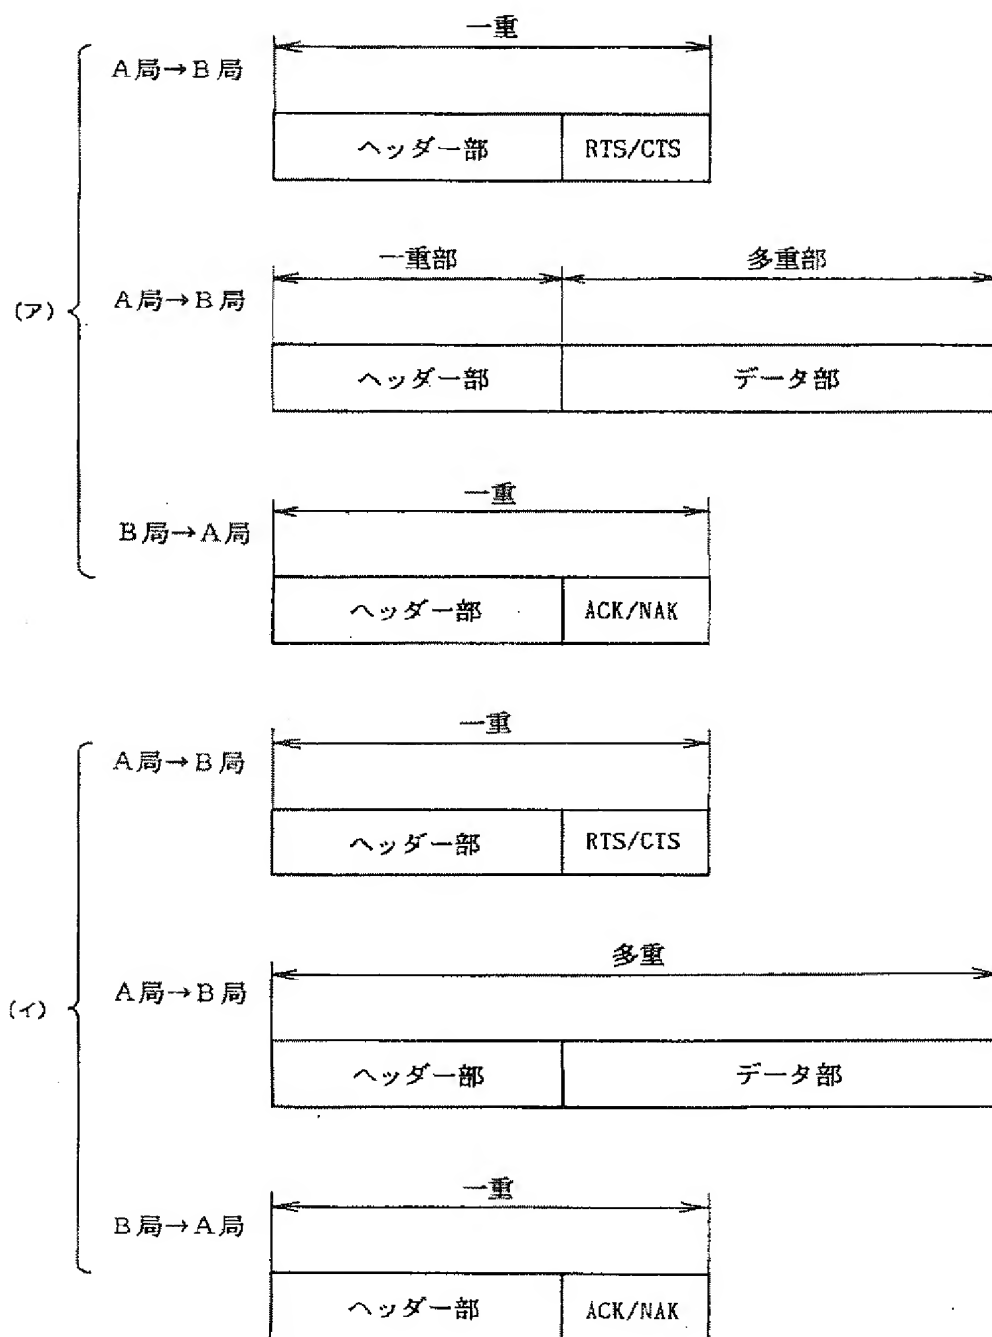 一重
A局→B局
ヘッダー部 RTS/CTS
一重部 多重部
(ア) A局→B局
ヘッダー部 データ部
一重
B局→A局
ヘッダー部 ACK/NAK
一重
A局→B局
ヘッダー部 RTS/CTS
多重
(イ) A局→B局
ヘッダー部 データ部
一重
B局→A局
ヘッダー部 ACK/NAK